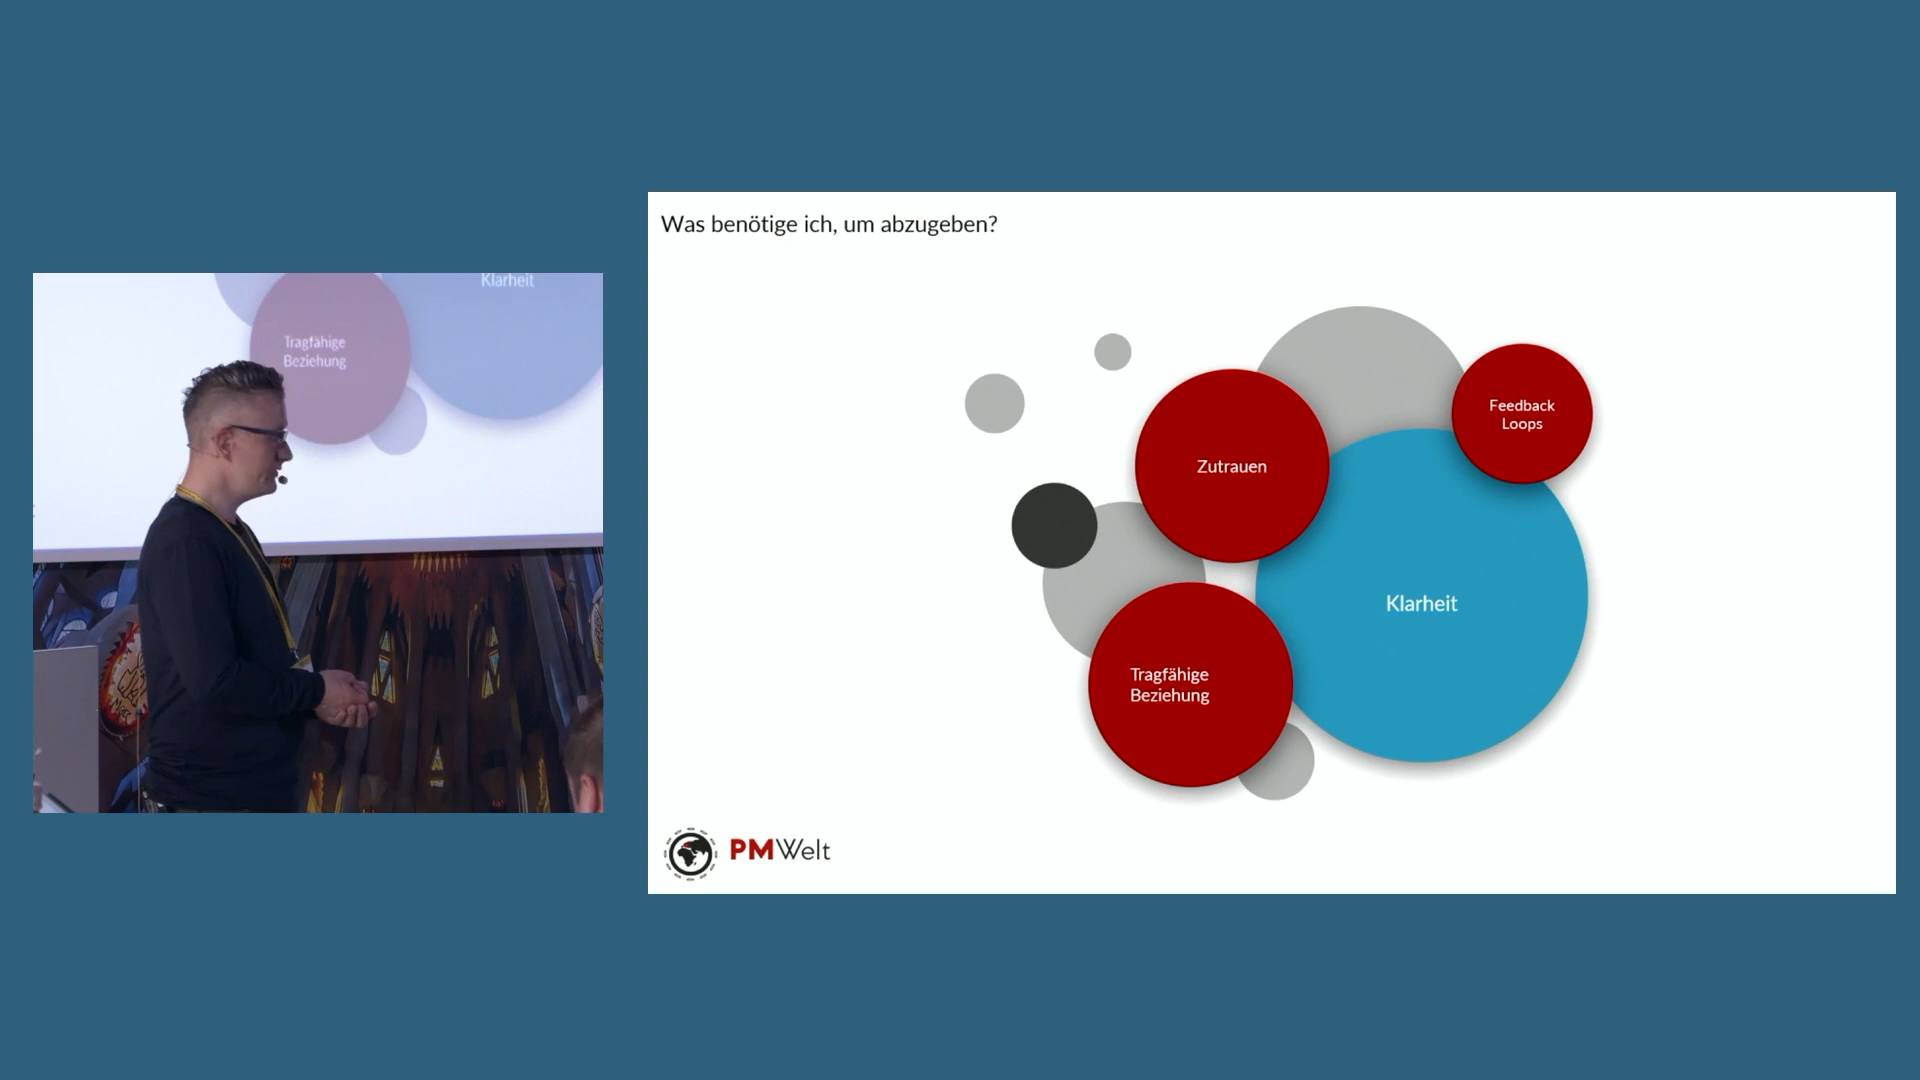 Klarheit
Tragfähige
Beziehung
Was benötige ich, um abzugeben?
Feedback
Loops
Zutrauen
Klarheit
Tragfähige
Beziehung
PMWelt